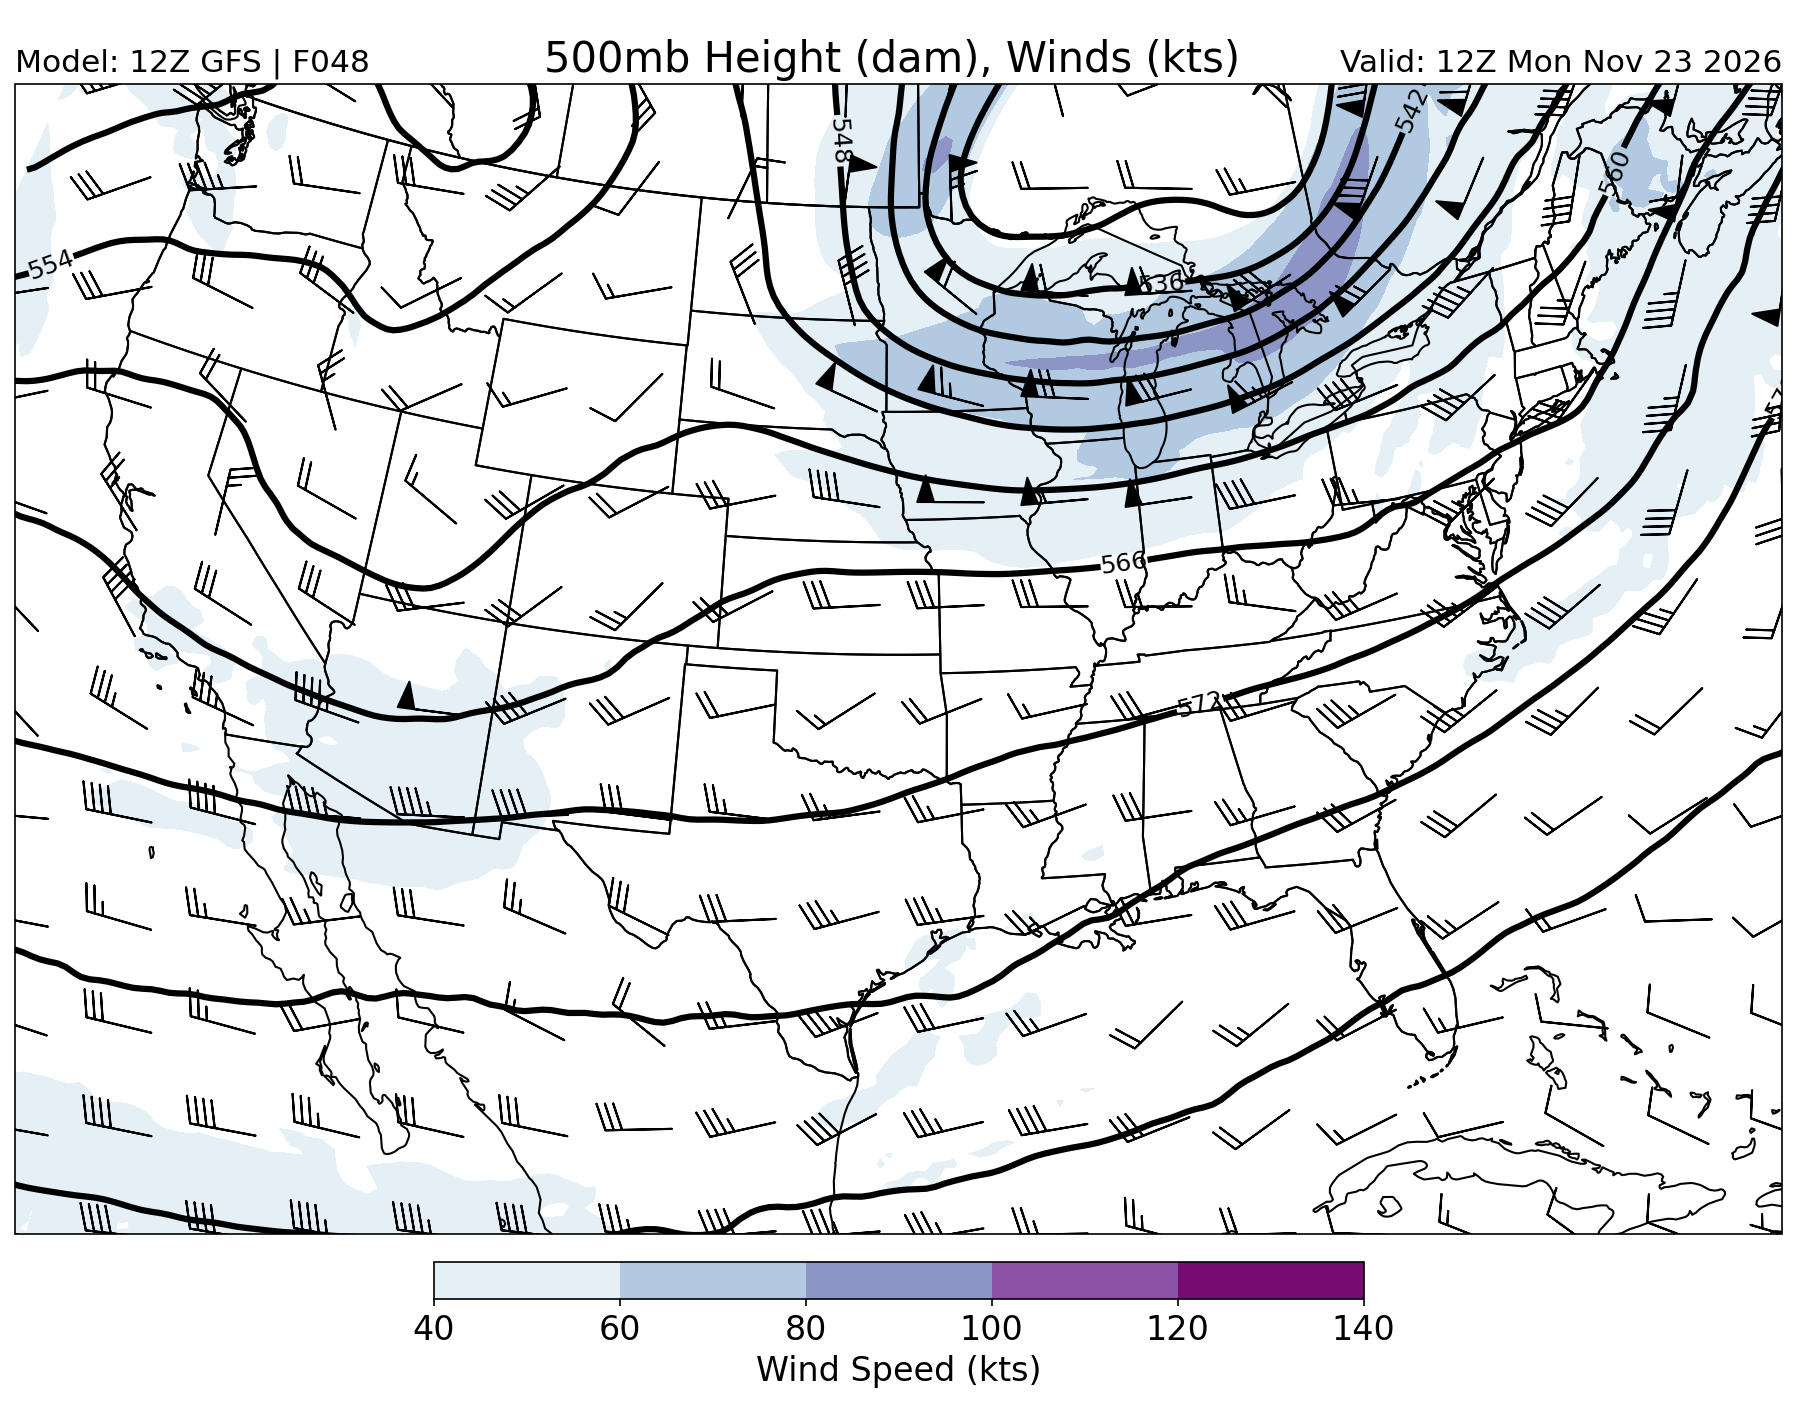 500mb Height (dam), Winds (kts)
Model: 12Z GFS | F048
Valid: 12Z Mon Nov 23 2026
548
542
560
554
536
566
572
40 60 80 100 120 140
Wind Speed (kts)